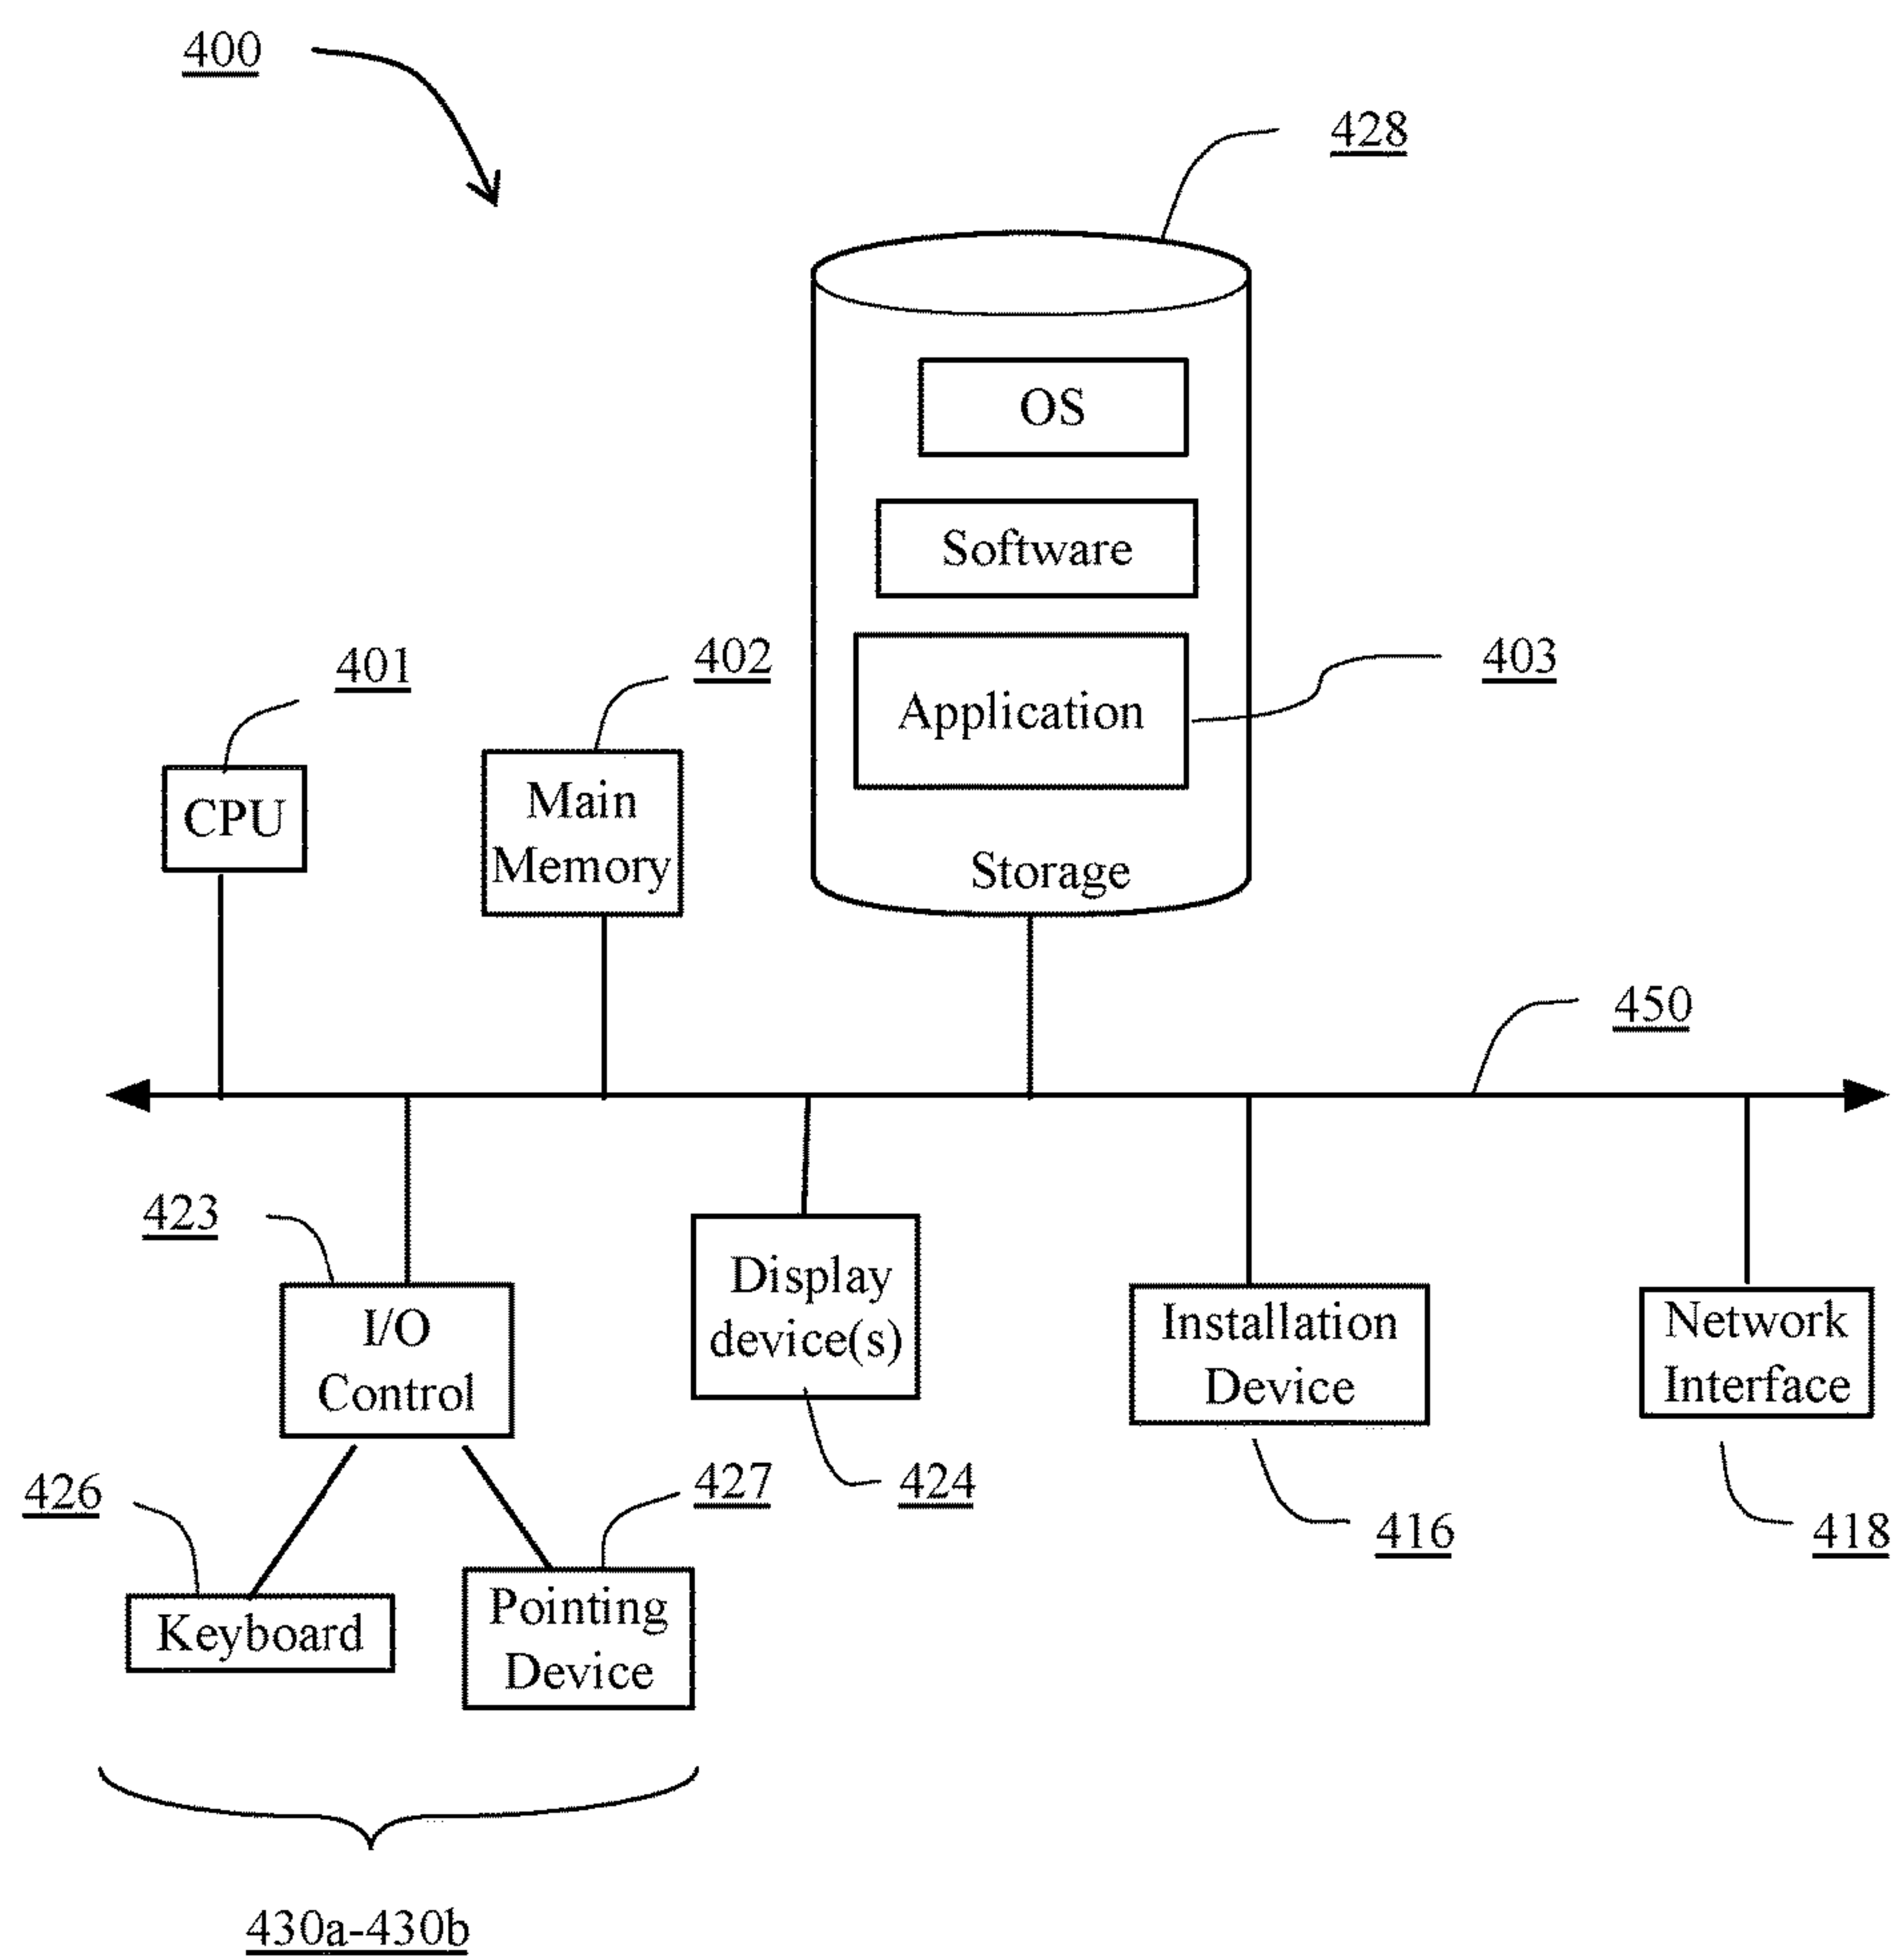 400
428
OS
Software
401
402
403
Application
CPU
Main
Memory
Storage
450
423
I/O
Control
Display
device(s)
Installation
Device
Network
Interface
426
427
424
416
418
Keyboard
Pointing
Device
430a-430b